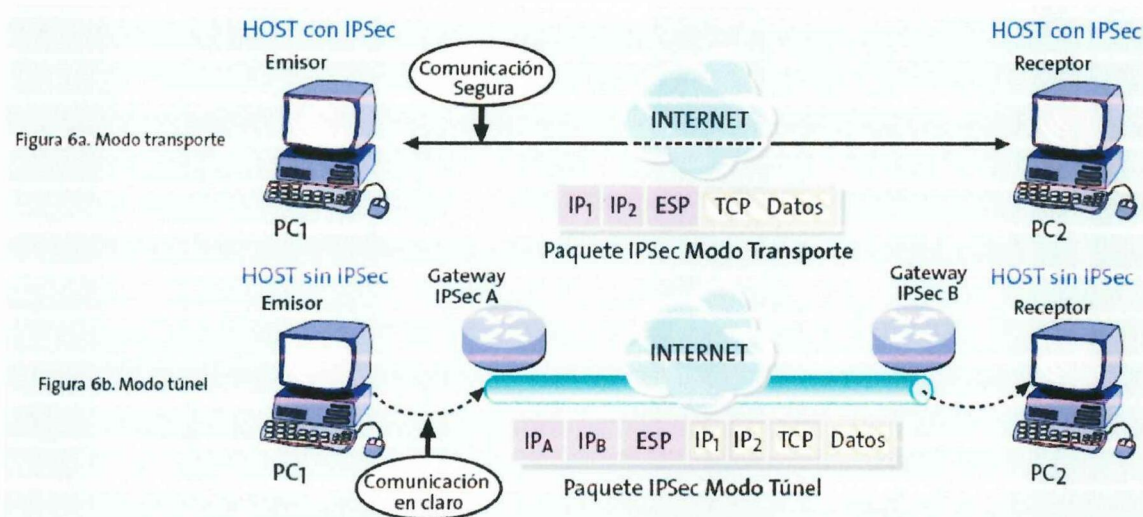 HOST con IPSec
Emisor
Comunicación
Segura
INTERNET
HOST con IPSec
Receptor
Figura 6a. Modo transporte
IP1 IP2 ESP TCP Datos
PC1
Paquete IPSec Modo Transporte
PC2
HOST sin IPSec
Emisor
Gateway
IPSec A
INTERNET
Gateway
IPSec B
HOST sin IPSec
Receptor
Figura 6b. Modo túnel
IPA IPB ESP IP1 IP2 TCP Datos
PC1
Comunicación
en claro
Paquete IPSec Modo Túnel
PC2